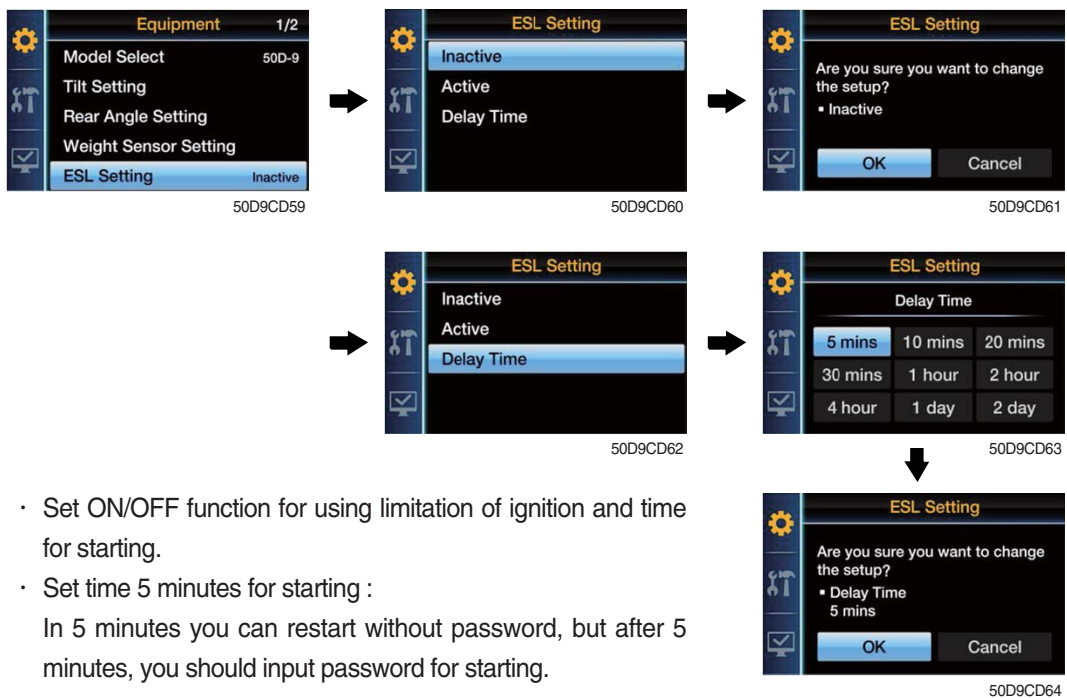 Equipment 1/2
Model Select 50D-9
Tilt Setting
Rear Angle Setting
Weight Sensor Setting
ESL Setting Inactive
50D9CD59
ESL Setting
Inactive
Active
Delay Time
50D9CD60
ESL Setting
Are you sure you want to change
the setup?
▪ Inactive
OK Cancel
50D9CD61
ESL Setting
Inactive
Active
Delay Time
50D9CD62
ESL Setting
Delay Time
5 mins 10 mins 20 mins
30 mins 1 hour 2 hour
4 hour 1 day 2 day
50D9CD63
· Set ON/OFF function for using limitation of ignition and time
for starting.
· Set time 5 minutes for starting :
In 5 minutes you can restart without password, but after 5
minutes, you should input password for starting.
ESL Setting
Are you sure you want to change
the setup?
▪ Delay Time
5 mins
OK Cancel
50D9CD64